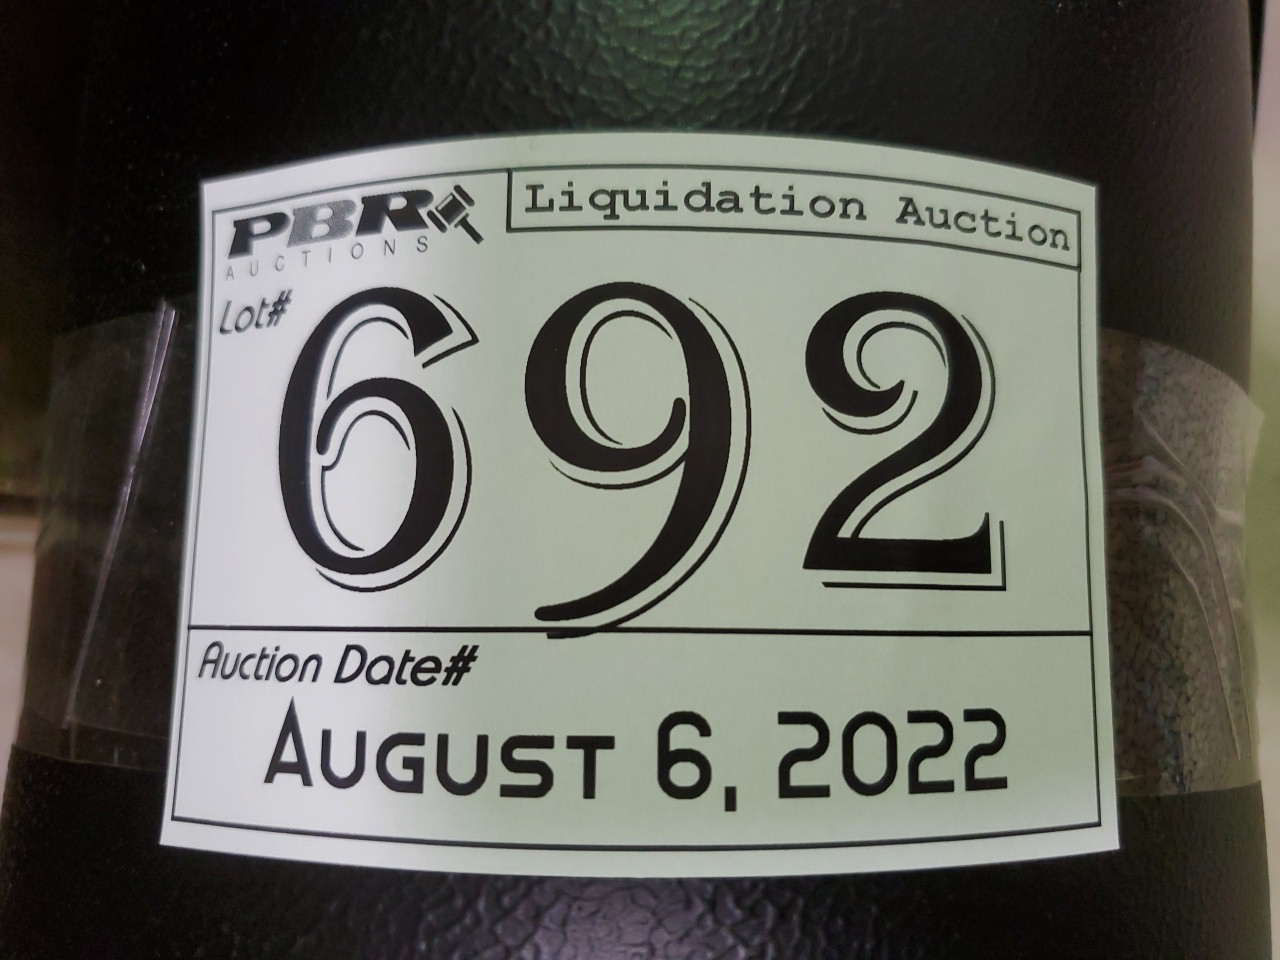 PBR
AUCTIONS
Liquidation Auction
Lot#
692
Auction Date#
AUGUST 6, 2022